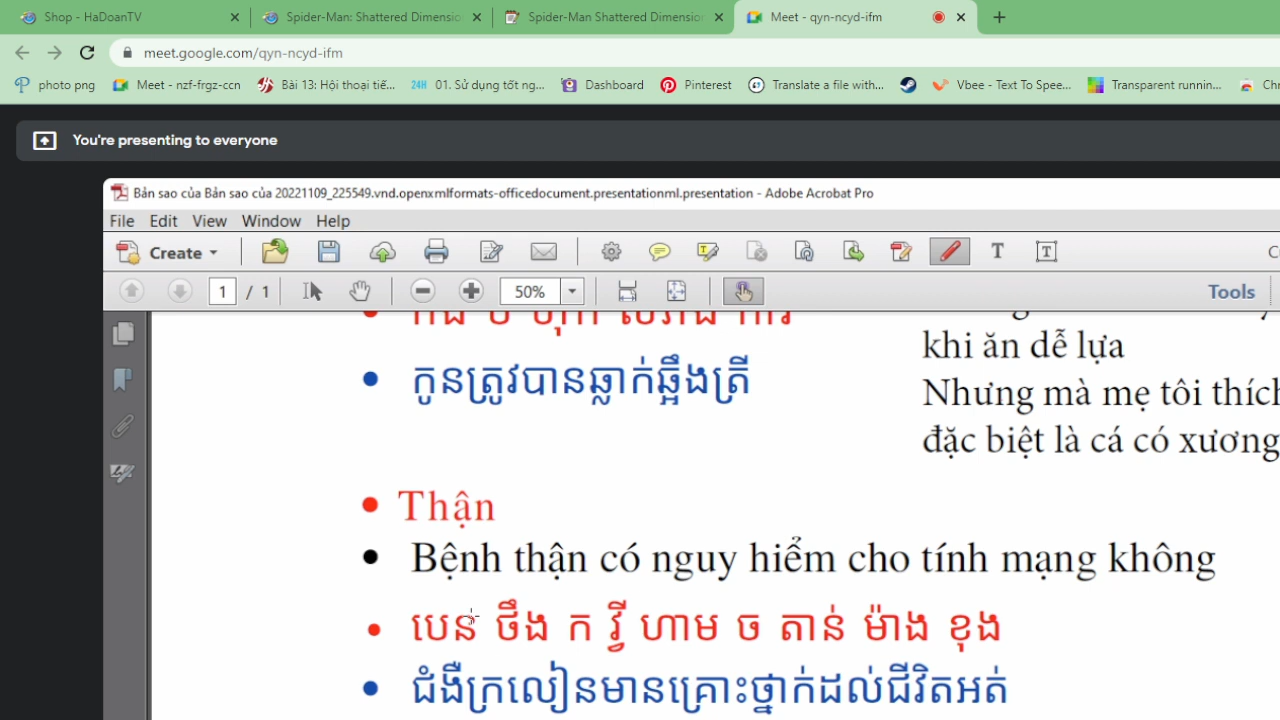 Shop - HaDoanTV
Spider-Man: Shattered Dimensio
Spider-Man Shattered Dimension
Meet - qyn-ncyd-ifm
meet.google.com/qyn-ncyd-ifm
photo png
Meet - nzf-frgz-ccn
Bài 13: Hội thoại tiế...
24H 01. Sử dụng tốt ng...
Dashboard
Pinterest
Translate a file with...
Vbee - Text To Spee...
Transparent runnin...
You're presenting to everyone
Bản sao của Bản sao của 20221109_225549.vnd.openxmlformats-officedocument.presentationml.presentation - Adobe Acrobat Pro
File Edit View Window Help
Create
1 / 1
50%
Tools
khi ăn dễ lựa
កូនត្រូវបានឆ្លាក់ឆ្អឹងត្រី
Nhưng mà mẹ tôi thích
đặc biệt là cá có xương
• Thận
• Bệnh thận có nguy hiểm cho tính mạng không
• បេន ថឹង ក វ្វី ហាម ច តាន់ ម៉ាង ខុង
• ជំងឺក្រលៀនមានគ្រោះថ្នាក់ដល់ជីវិតអត់